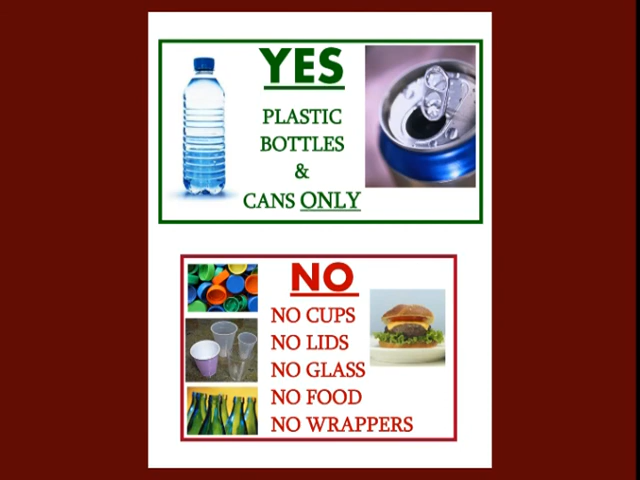 YES
PLASTIC
BOTTLES
&
CANS ONLY
NO
NO CUPS
NO LIDS
NO GLASS
NO FOOD
NO WRAPPERS